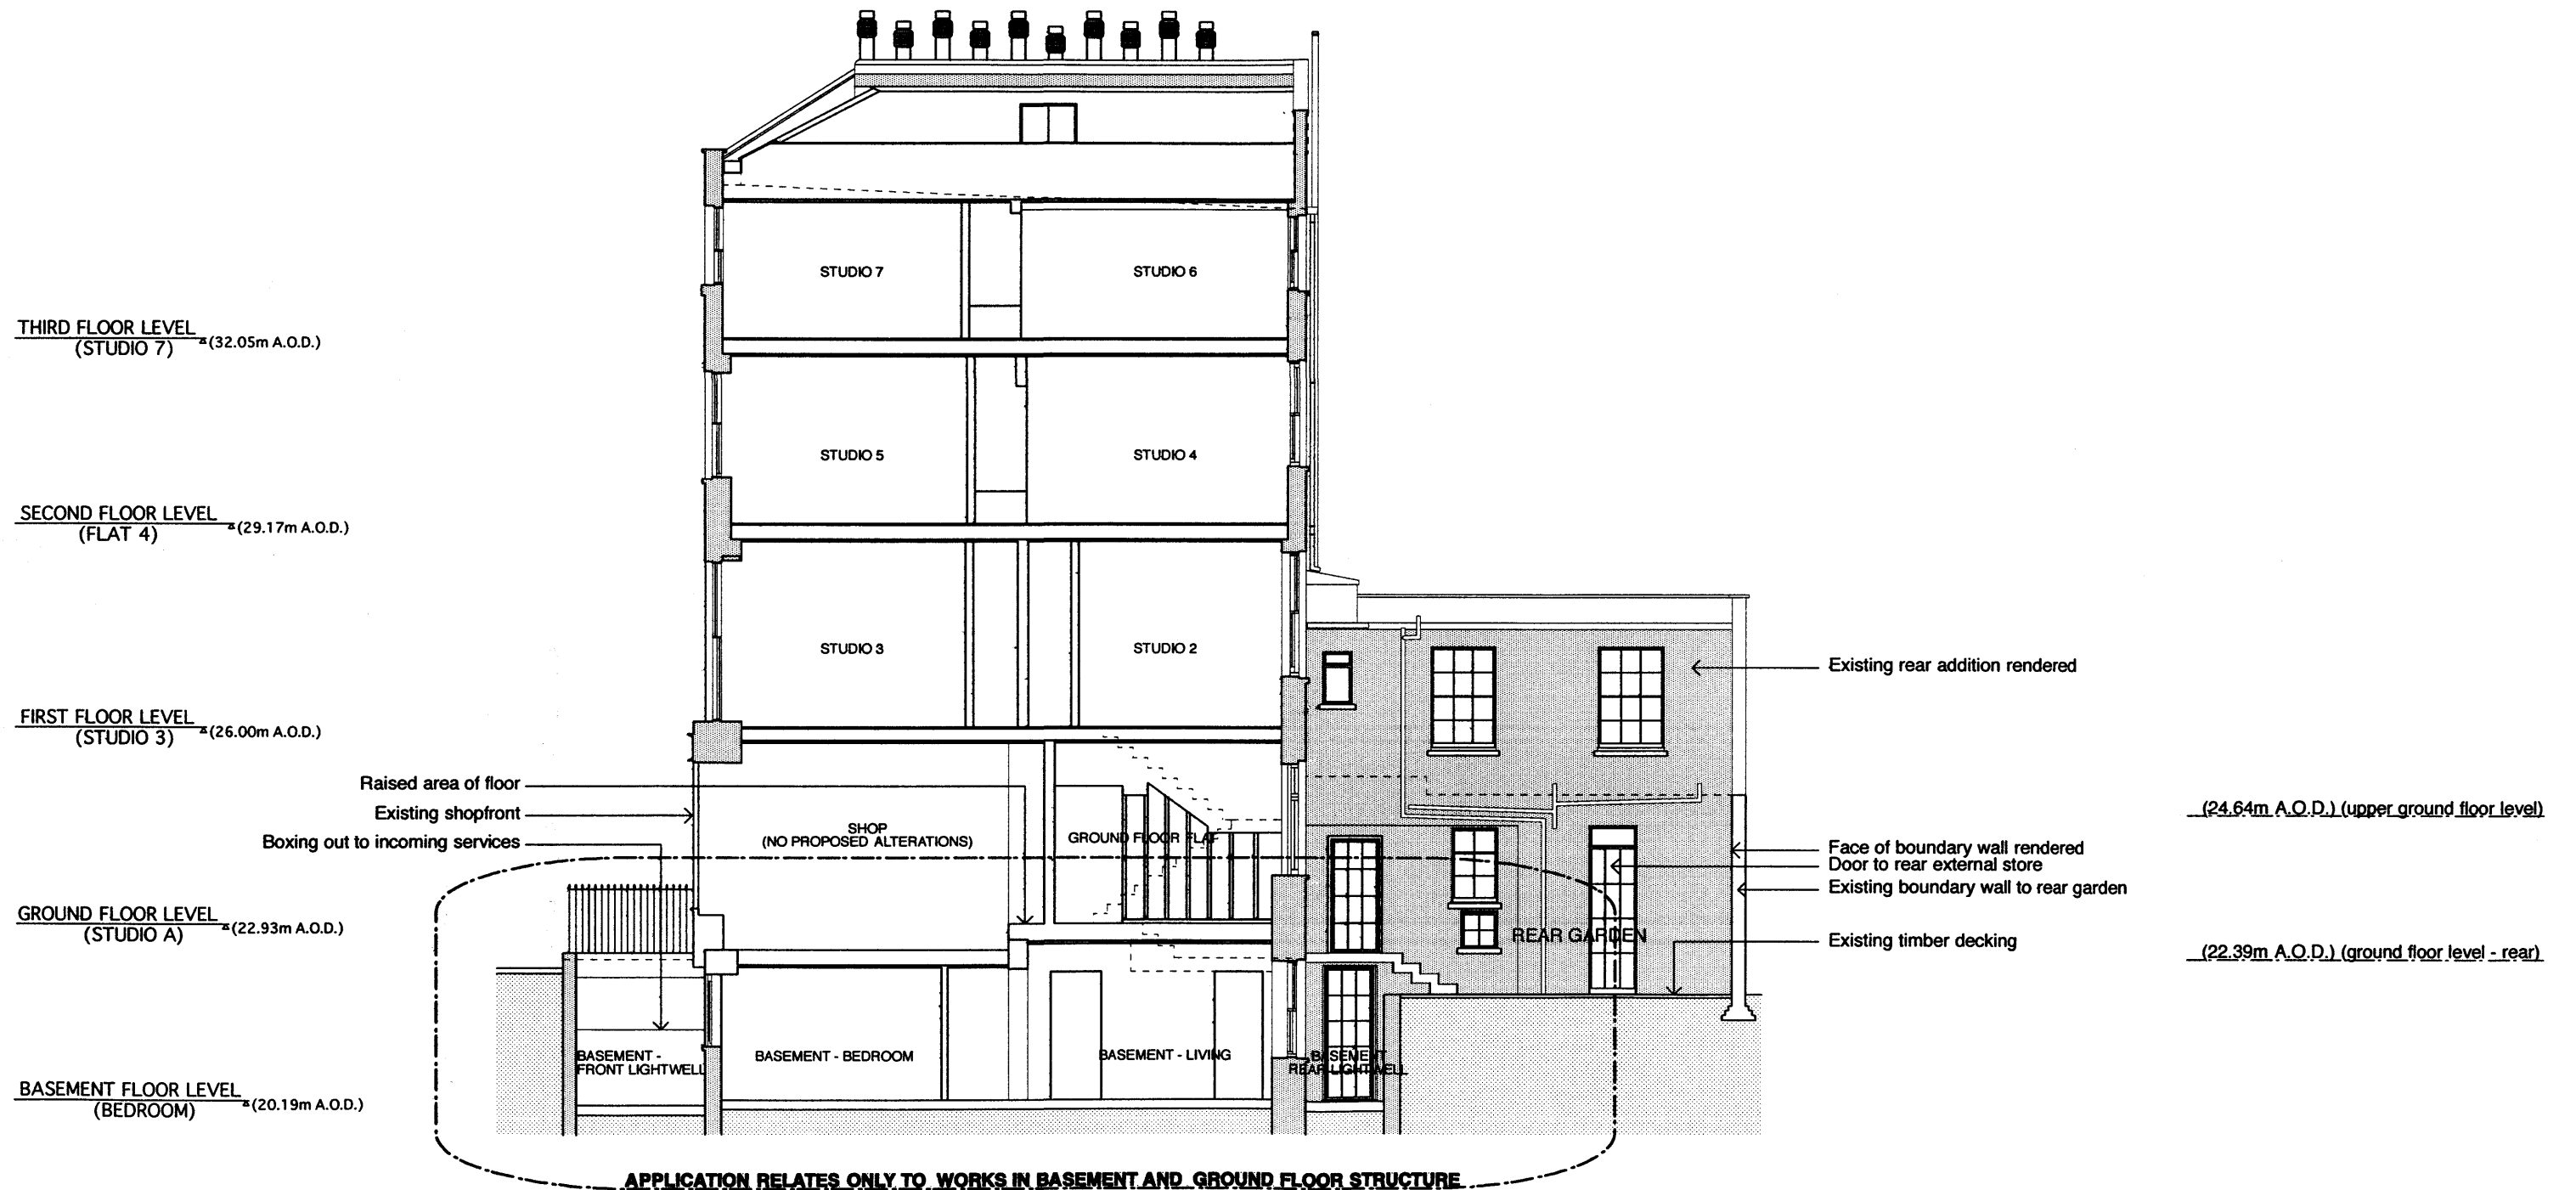 STUDIO 7
STUDIO 6
THIRD FLOOR LEVEL
(STUDIO 7)
(32.05m A.O.D.)
STUDIO 5
STUDIO 4
SECOND FLOOR LEVEL
(FLAT 4)
(29.17m A.O.D.)
STUDIO 3
STUDIO 2
Existing rear addition rendered
FIRST FLOOR LEVEL
(STUDIO 3)
(26.00m A.O.D.)
Raised area of floor
Existing shopfront
Boxing out to incoming services
SHOP
(NO PROPOSED ALTERATIONS)
GROUND FLOOR FLAT
(24.64m A.O.D.) (upper ground floor level)
Face of boundary wall rendered
Door to rear external store
Existing boundary wall to rear garden
GROUND FLOOR LEVEL
(STUDIO A)
(22.93m A.O.D.)
REAR GARDEN
Existing timber decking
(22.39m A.O.D.) (ground floor level - rear)
BASEMENT -
FRONT LIGHTWELL
BASEMENT - BEDROOM
BASEMENT - LIVING
BASEMENT
REAR LIGHTWELL
BASEMENT FLOOR LEVEL
(BEDROOM)
(20.19m A.O.D.)
APPLICATION RELATES ONLY TO WORKS IN BASEMENT AND GROUND FLOOR STRUCTURE